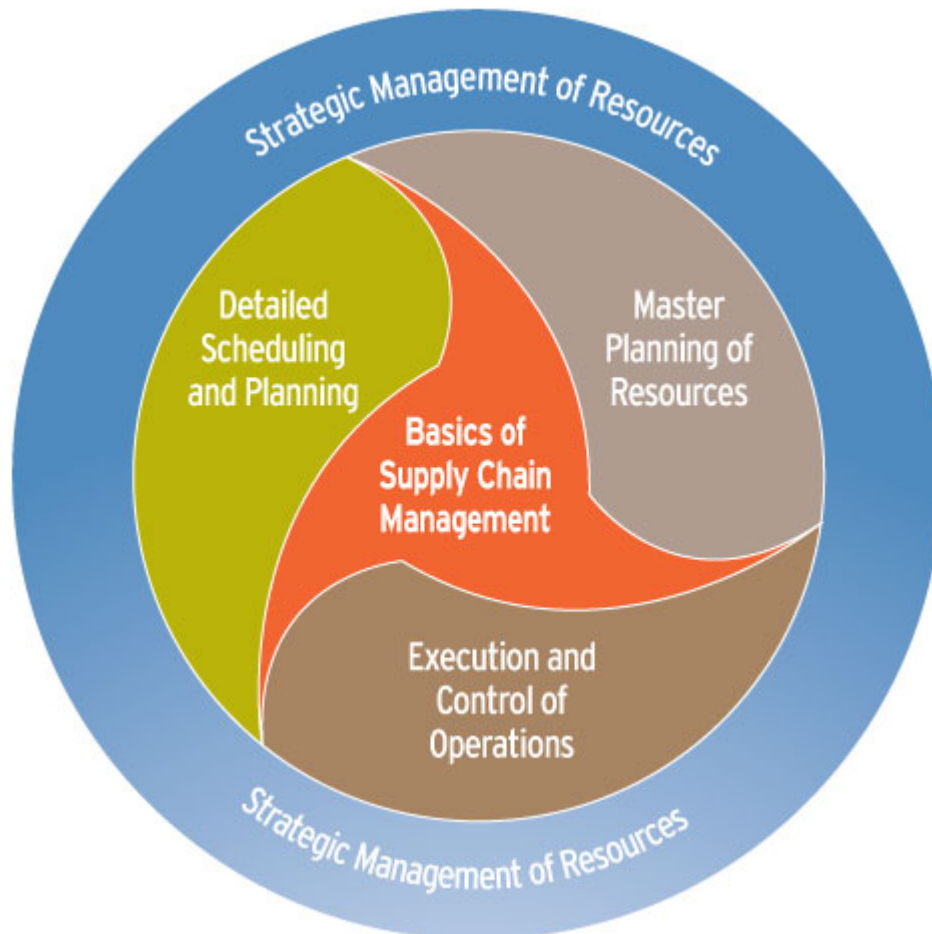 Strategic Management of Resources
Detailed
Scheduling
and Planning
Master
Planning of
Resources
Basics of
Supply Chain
Management
Execution and
Control of
Operations
Strategic Management of Resources